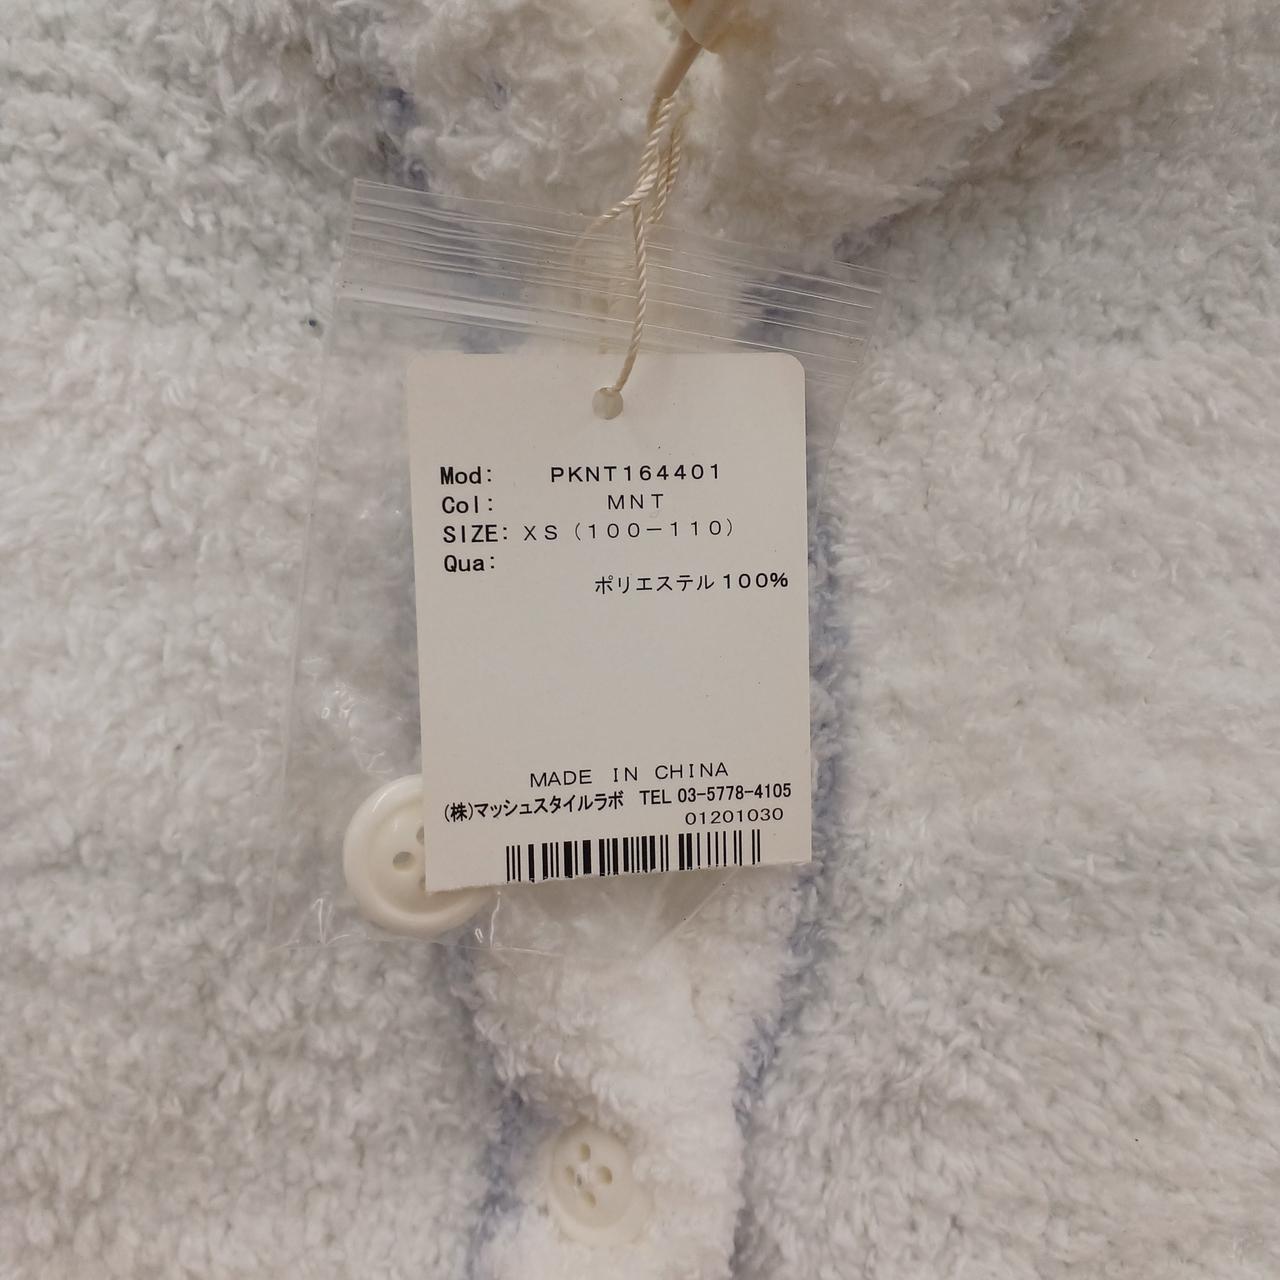 Mod: PKNT164401
Col: MNT
SIZE: XS (100-110)
Qua:
ポリエステル100%
MADE IN CHINA
(株)マッシュスタイルラボ TEL 03-5778-4105
01201030